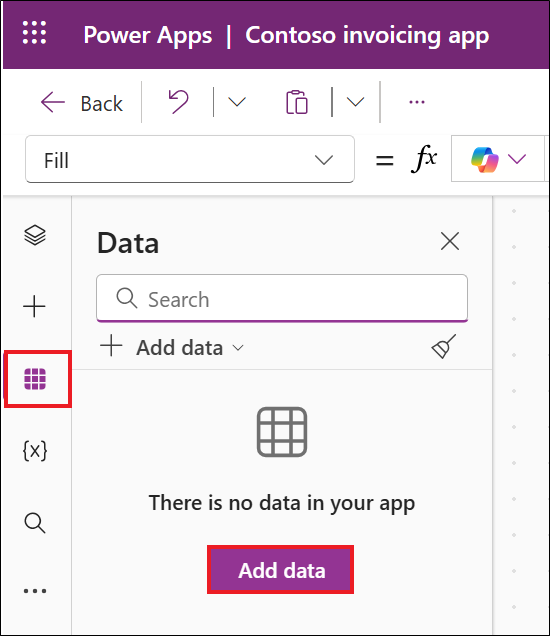 Power Apps | Contoso invoicing app
Back
Fill
= fx
Data
Search
Add data
{x}
There is no data in your app
Add data